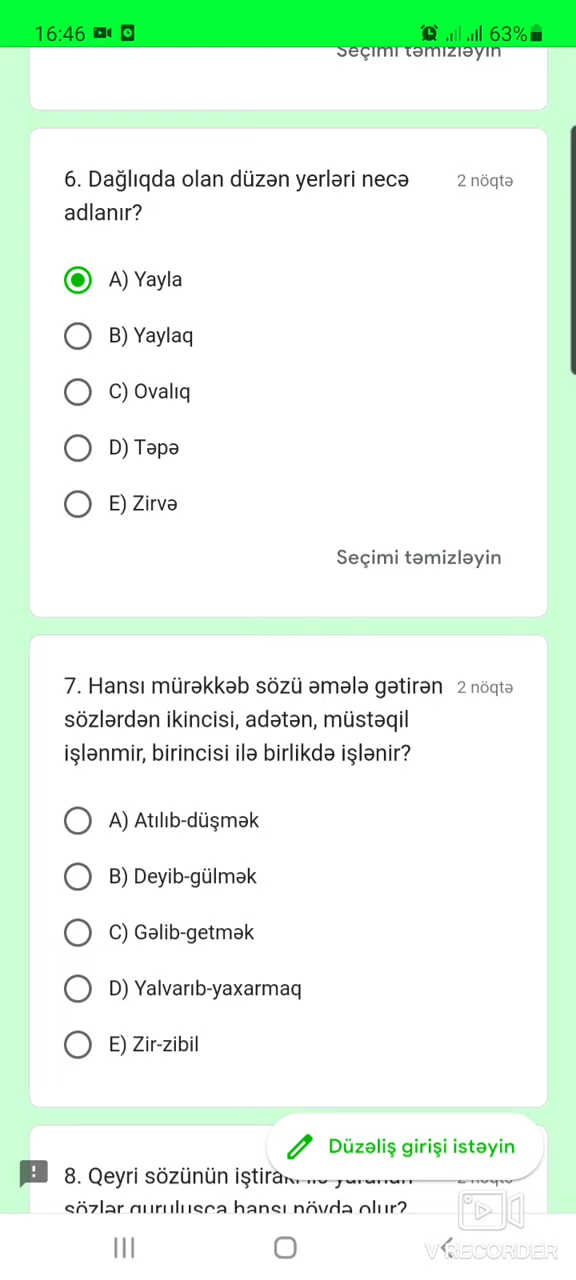 16:46
63%
Seçimi təmizləyin
6. Dağlıqda olan düzən yerləri necə
2 nöqtə
adlanır?
A) Yayla
B) Yaylaq
C) Ovalıq
D) Təpə
E) Zirvə
Seçimi təmizləyin
7. Hansı mürəkkəb sözü əmələ gətirən
2 nöqtə
sözlərdən ikincisi, adətən, müstəqil
işlənmir, birincisi ilə birlikdə işlənir?
A) Atılıb-düşmək
B) Deyib-gülmək
C) Gəlib-getmək
D) Yalvarıb-yaxarmaq
E) Zir-zibil
Düzəliş girişi istəyin
8. Qeyri sözünün
sözlər quruluşca hansı növdə olur?
V RECORDER